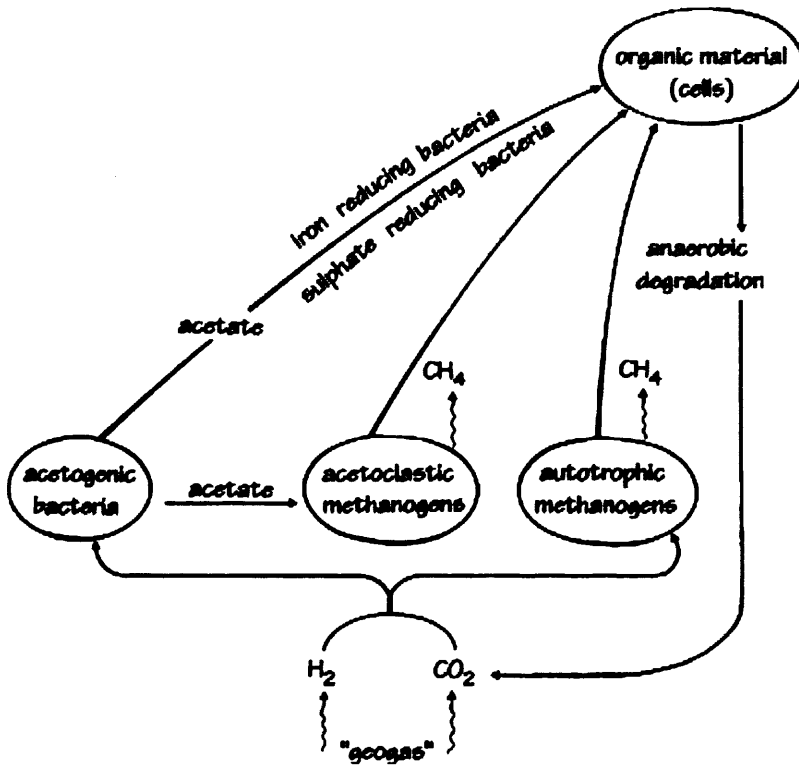 organic material
(cells)
iron reducing bacteria
sulphate reducing bacteria
anaerobic
degradation
acetate
CH₄
CH₄
acetogenic
bacteria
acetate
acetoclastic
methanogens
autotrophic
methanogens
H₂
CO₂
"geogas"